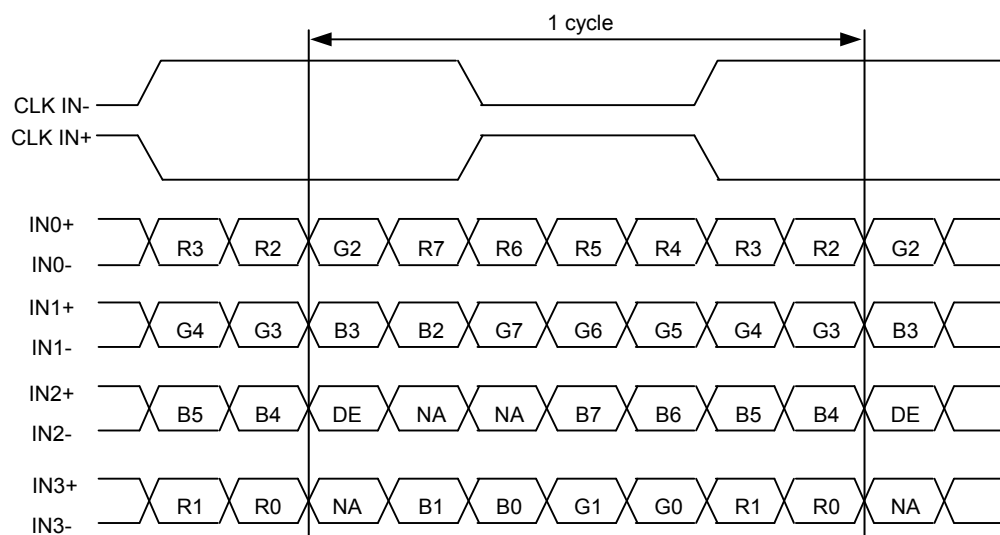 1 cycle
CLK IN-
CLK IN+
IN0+
R3 R2 G2 R7 R6 R5 R4 R3 R2 G2
IN0-
IN1+
G4 G3 B3 B2 G7 G6 G5 G4 G3 B3
IN1-
IN2+
B5 B4 DE NA NA B7 B6 B5 B4 DE
IN2-
IN3+
R1 R0 NA B1 B0 G1 G0 R1 R0 NA
IN3-